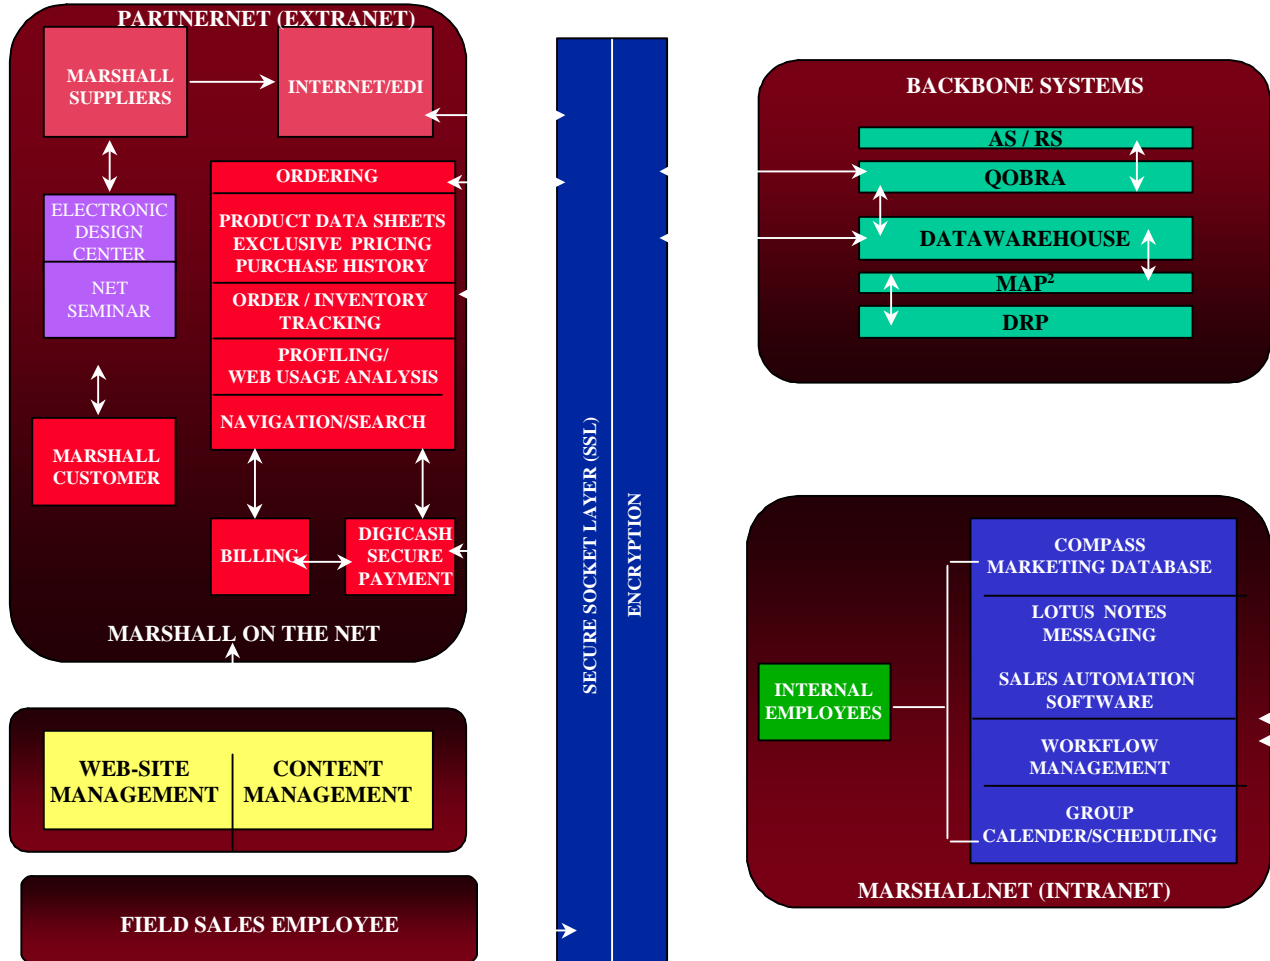 PARTNERNET (EXTRANET)
MARSHALL
SUPPLIERS
INTERNET/EDI
ORDERING
ELECTRONIC
DESIGN
CENTER
NET
SEMINAR
PRODUCT DATA SHEETS
EXCLUSIVE PRICING
PURCHASE HISTORY
ORDER / INVENTORY
TRACKING
PROFILING/
WEB USAGE ANALYSIS
NAVIGATION/SEARCH
MARSHALL
CUSTOMER
BILLING
DIGICASH
SECURE
PAYMENT
MARSHALL ON THE NET
WEB-SITE
MANAGEMENT
CONTENT
MANAGEMENT
FIELD SALES EMPLOYEE
SECURE SOCKET LAYER (SSL)
ENCRYPTION
BACKBONE SYSTEMS
AS / RS
QOBRA
DATAWAREHOUSE
MAP²
DRP
INTERNAL
EMPLOYEES
COMPASS
MARKETING DATABASE
LOTUS NOTES
MESSAGING
SALES AUTOMATION
SOFTWARE
WORKFLOW
MANAGEMENT
GROUP
CALENDER/SCHEDULING
MARSHALLNET (INTRANET)